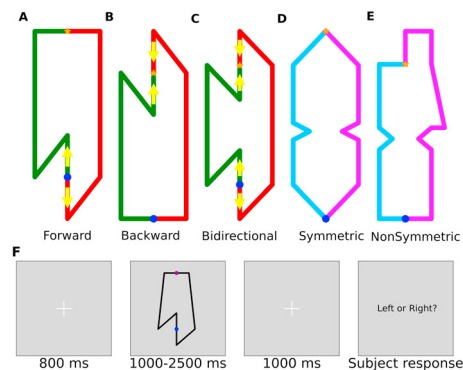 A B C D E
Forward Backward Bidirectional Symmetric NonSymmetric
F
Left or Right?
800 ms 1000-2500 ms 1000 ms Subject response